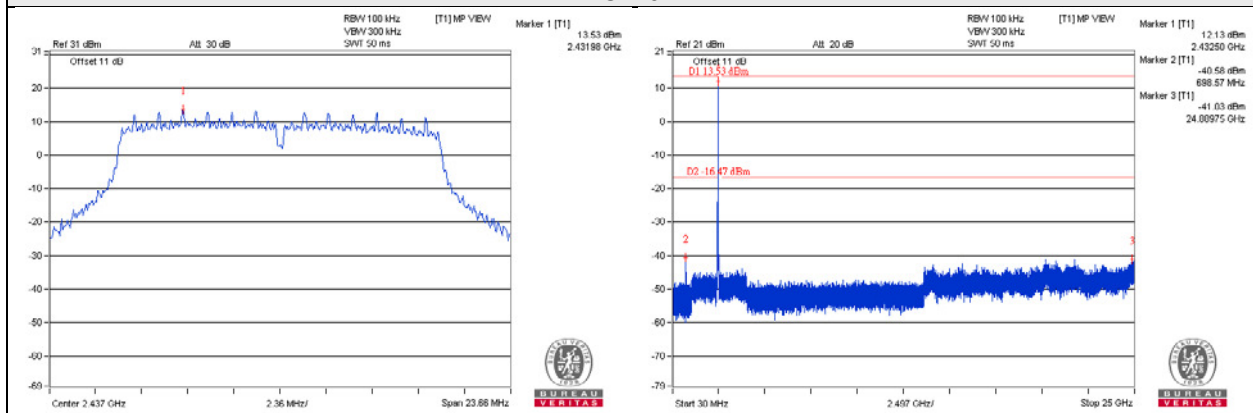 RBW 100 kHz
[T1] MP VIEW
VBW 300 kHz
Ref 31 dBm
Att 30 dB
SWT 50 ms
Marker 1 [T1]
13.53 dBm
2.43198 GHz
Offset 11 dB
1
31
20
10
0
-10
-20
-30
-40
-50
-60
-69
Center 2.437 GHz
2.36 MHz/
Span 23.66 MHz
BUREAU
VERITAS
RBW 100 kHz
[T1] MP VIEW
VBW 300 kHz
Ref 21 dBm
Att 20 dB
SWT 50 ms
Marker 1 [T1]
12.13 dBm
2.43250 GHz
Marker 2 [T1]
-40.58 dBm
698.57 MHz
Marker 3 [T1]
-41.03 dBm
24.80975 GHz
Offset 11 dB
D1 13.53 dBm
D2 -16.47 dBm
2
3
21
10
0
-10
-20
-30
-40
-50
-60
-70
-79
Start 30 MHz
2.497 GHz/
Stop 25 GHz
BUREAU
VERITAS